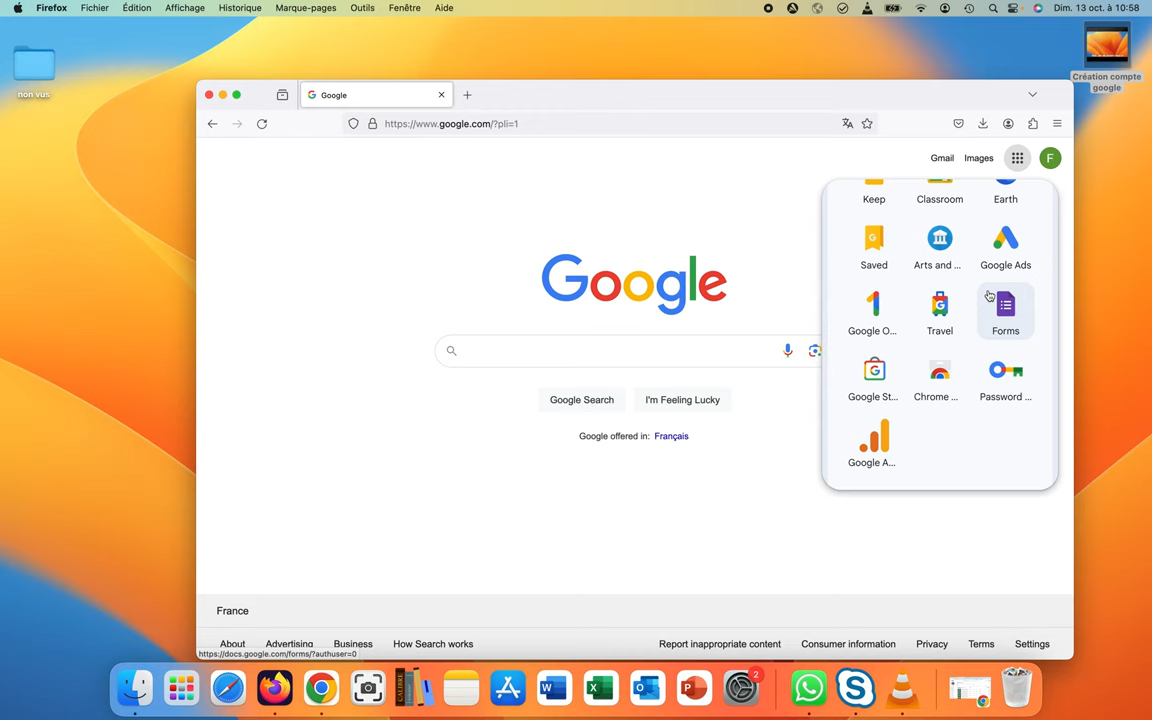 Firefox Fichier Édition Affichage Historique Marque-pages Outils Fenêtre Aide Dim. 13 oct. à 10:58
non vus
Création compte
google
Google
https://www.google.com/?pli=1
Gmail Images F
Keep Classroom Earth
Saved Arts and ... Google Ads
Google O... Travel Forms
Google St... Chrome ... Password ...
Google A...
Google
Google Search I'm Feeling Lucky
Google offered in: Français
France
About Advertising Business How Search works Report inappropriate content Consumer information Privacy Terms Settings
https://docs.google.com/forms/?authuser=0
CALIBRE
2